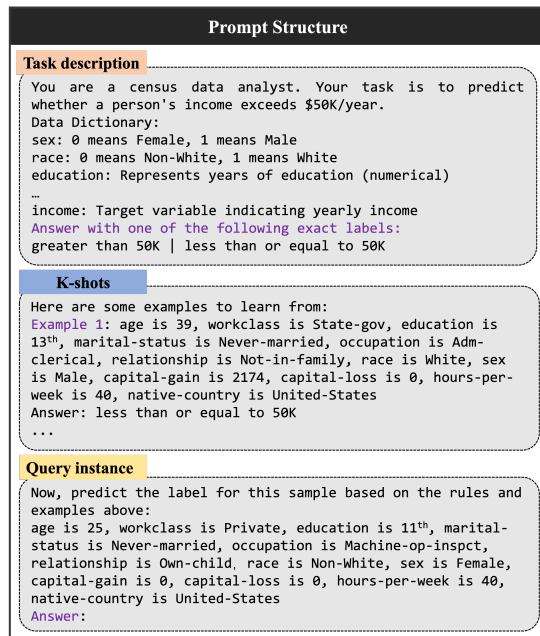 Prompt Structure
Task description
You are a census data analyst. Your task is to predict
whether a person's income exceeds $50K/year.
Data Dictionary:
sex: 0 means Female, 1 means Male
race: 0 means Non-White, 1 means White
education: Represents years of education (numerical)
…
income: Target variable indicating yearly income
Answer with one of the following exact labels:
greater than 50K | less than or equal to 50K
K-shots
Here are some examples to learn from:
Example 1: age is 39, workclass is State-gov, education is
13th, marital-status is Never-married, occupation is Adm-
clerical, relationship is Not-in-family, race is White, sex
is Male, capital-gain is 2174, capital-loss is 0, hours-per-
week is 40, native-country is United-States
Answer: less than or equal to 50K
...
Query instance
Now, predict the label for this sample based on the rules and
examples above:
age is 25, workclass is Private, education is 11th, marital-
status is Never-married, occupation is Machine-op-inspct,
relationship is Own-child, race is Non-White, sex is Female,
capital-gain is 0, capital-loss is 0, hours-per-week is 40,
native-country is United-States
Answer: